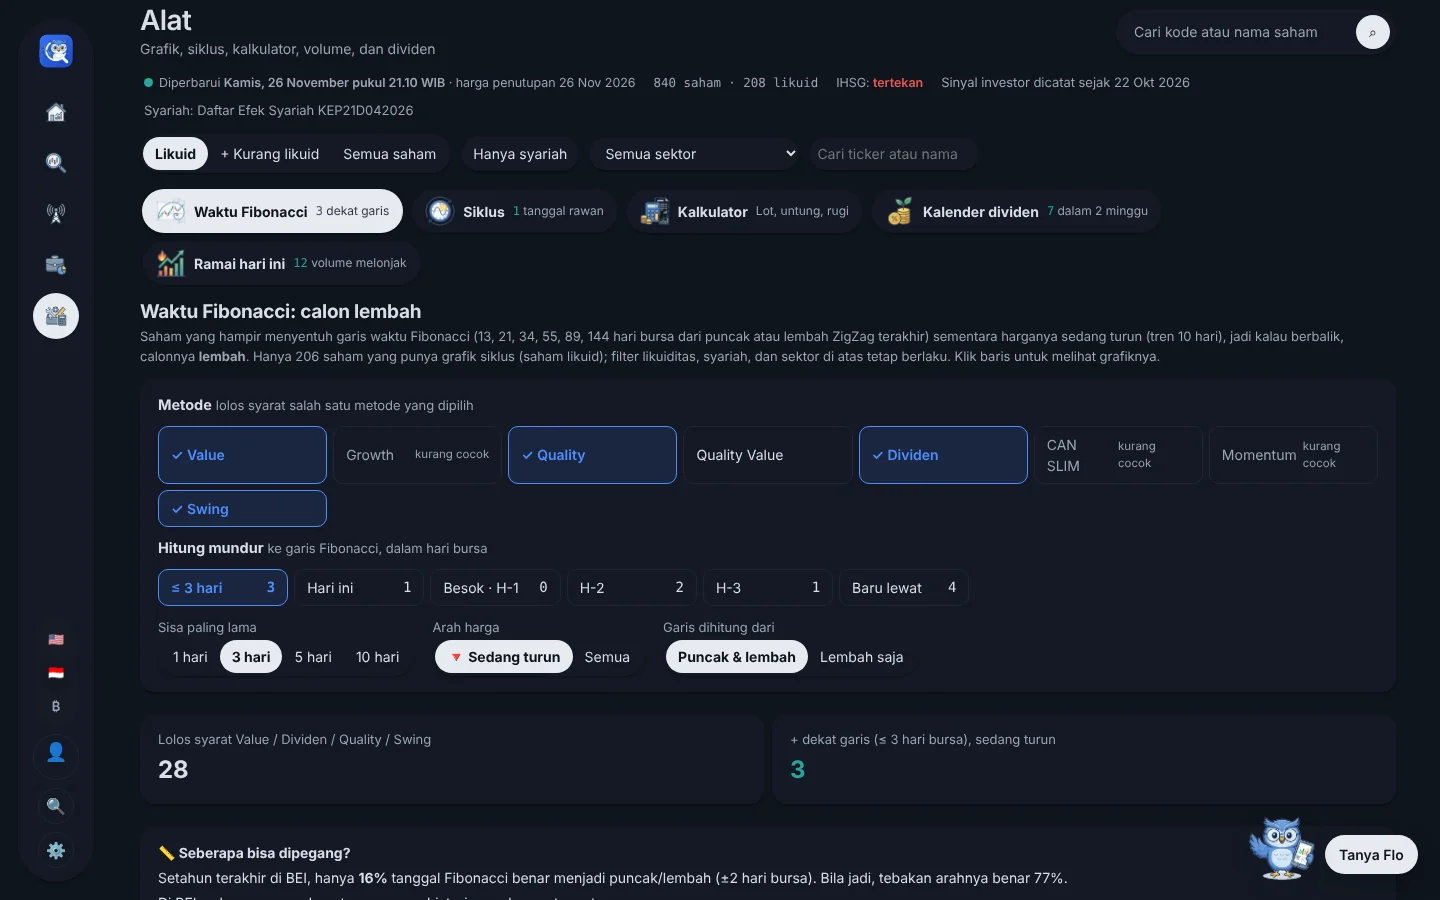 Alat
Grafik, siklus, kalkulator, volume, dan dividen
Cari kode atau nama saham
Diperbarui Kamis, 26 November pukul 21.10 WIB · harga penutupan 26 Nov 2026 840 saham · 208 likuid IHSG: tertekan Sinyal investor dicatat sejak 22 Okt 2026
Syariah: Daftar Efek Syariah KEP21D042026
Likuid + Kurang likuid Semua saham Hanya syariah Semua sektor Cari ticker atau nama
Waktu Fibonacci 3 dekat garis Siklus 1 tanggal rawan Kalkulator Lot, untung, rugi Kalender dividen 7 dalam 2 minggu
Ramai hari ini 12 volume melonjak
Waktu Fibonacci: calon lembah
Saham yang hampir menyentuh garis waktu Fibonacci (13, 21, 34, 55, 89, 144 hari bursa dari puncak atau lembah ZigZag terakhir) sementara harganya sedang turun (tren 10 hari), jadi kalau berbalik,
calonnya lembah. Hanya 206 saham yang punya grafik siklus (saham likuid); filter likuiditas, syariah, dan sektor di atas tetap berlaku. Klik baris untuk melihat grafiknya.
Metode lolos syarat salah satu metode yang dipilih
✓ Value Growth kurang cocok ✓ Quality Quality Value ✓ Dividen CAN SLIM kurang cocok Momentum kurang cocok
✓ Swing
Hitung mundur ke garis Fibonacci, dalam hari bursa
≤ 3 hari 3 Hari ini 1 Besok · H-1 0 H-2 2 H-3 1 Baru lewat 4
Sisa paling lama Arah harga Garis dihitung dari
1 hari 3 hari 5 hari 10 hari 🔻 Sedang turun Semua Puncak & lembah Lembah saja
Lolos syarat Value / Dividen / Quality / Swing + dekat garis (≤ 3 hari bursa), sedang turun
28 3
📏 Seberapa bisa dipegang?
Setahun terakhir di BEI, hanya 16% tanggal Fibonacci benar menjadi puncak/lembah (±2 hari bursa). Bila jadi, tebakan arahnya benar 77%.
Tanya Flo